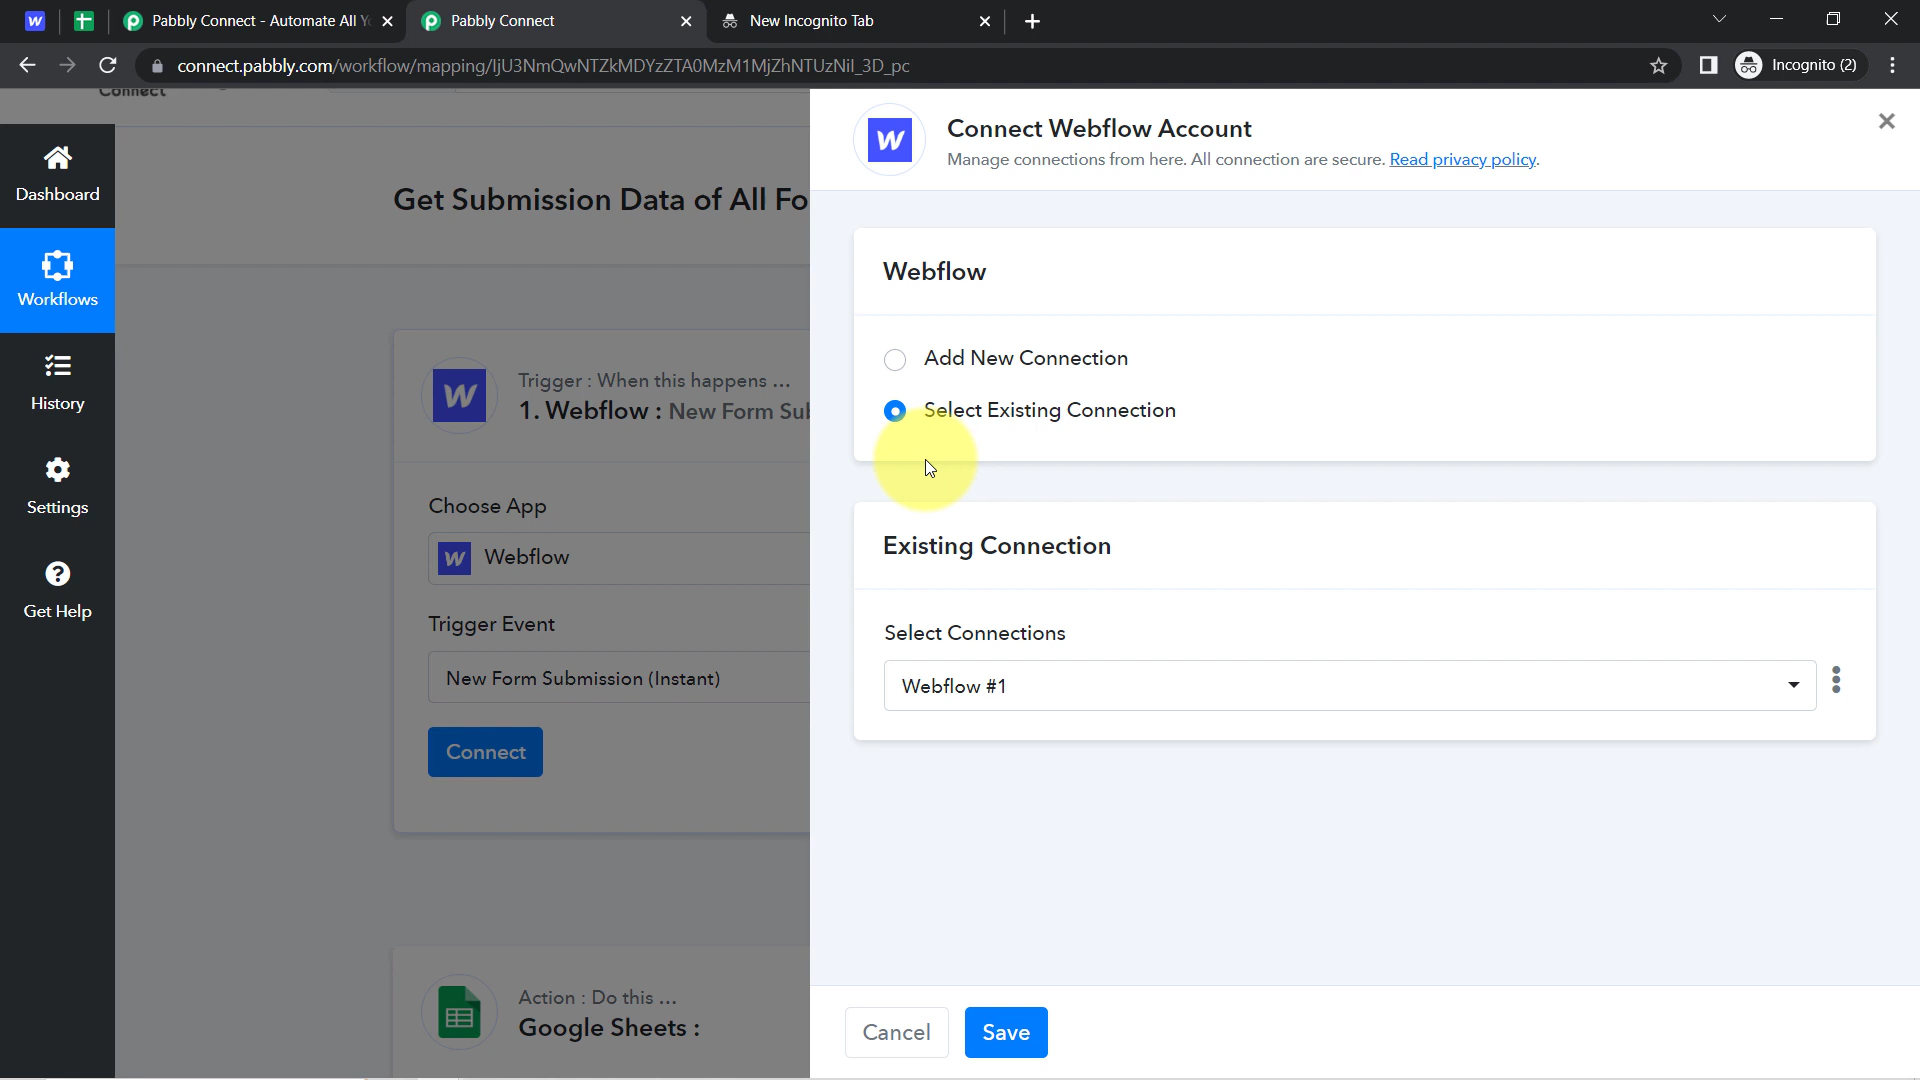 Pabbly Connect - Automate All Y
Pabbly Connect
New Incognito Tab
connect.pabbly.com/workflow/mapping/IjU3NmQwNTZkMDYzZTA0MzM1MjZhNTUzNiI_3D_pc
Incognito (2)
Connect
Dashboard
Workflows
History
Settings
Get Help
Get Submission Data of All Fo
Trigger : When this happens ...
1. Webflow : New Form Sul
Choose App
Webflow
Trigger Event
New Form Submission (Instant)
Connect
Action : Do this ...
Google Sheets :
Connect Webflow Account
Manage connections from here. All connection are secure. Read privacy policy.
Webflow
Add New Connection
Select Existing Connection
Existing Connection
Select Connections
Webflow #1
Cancel
Save